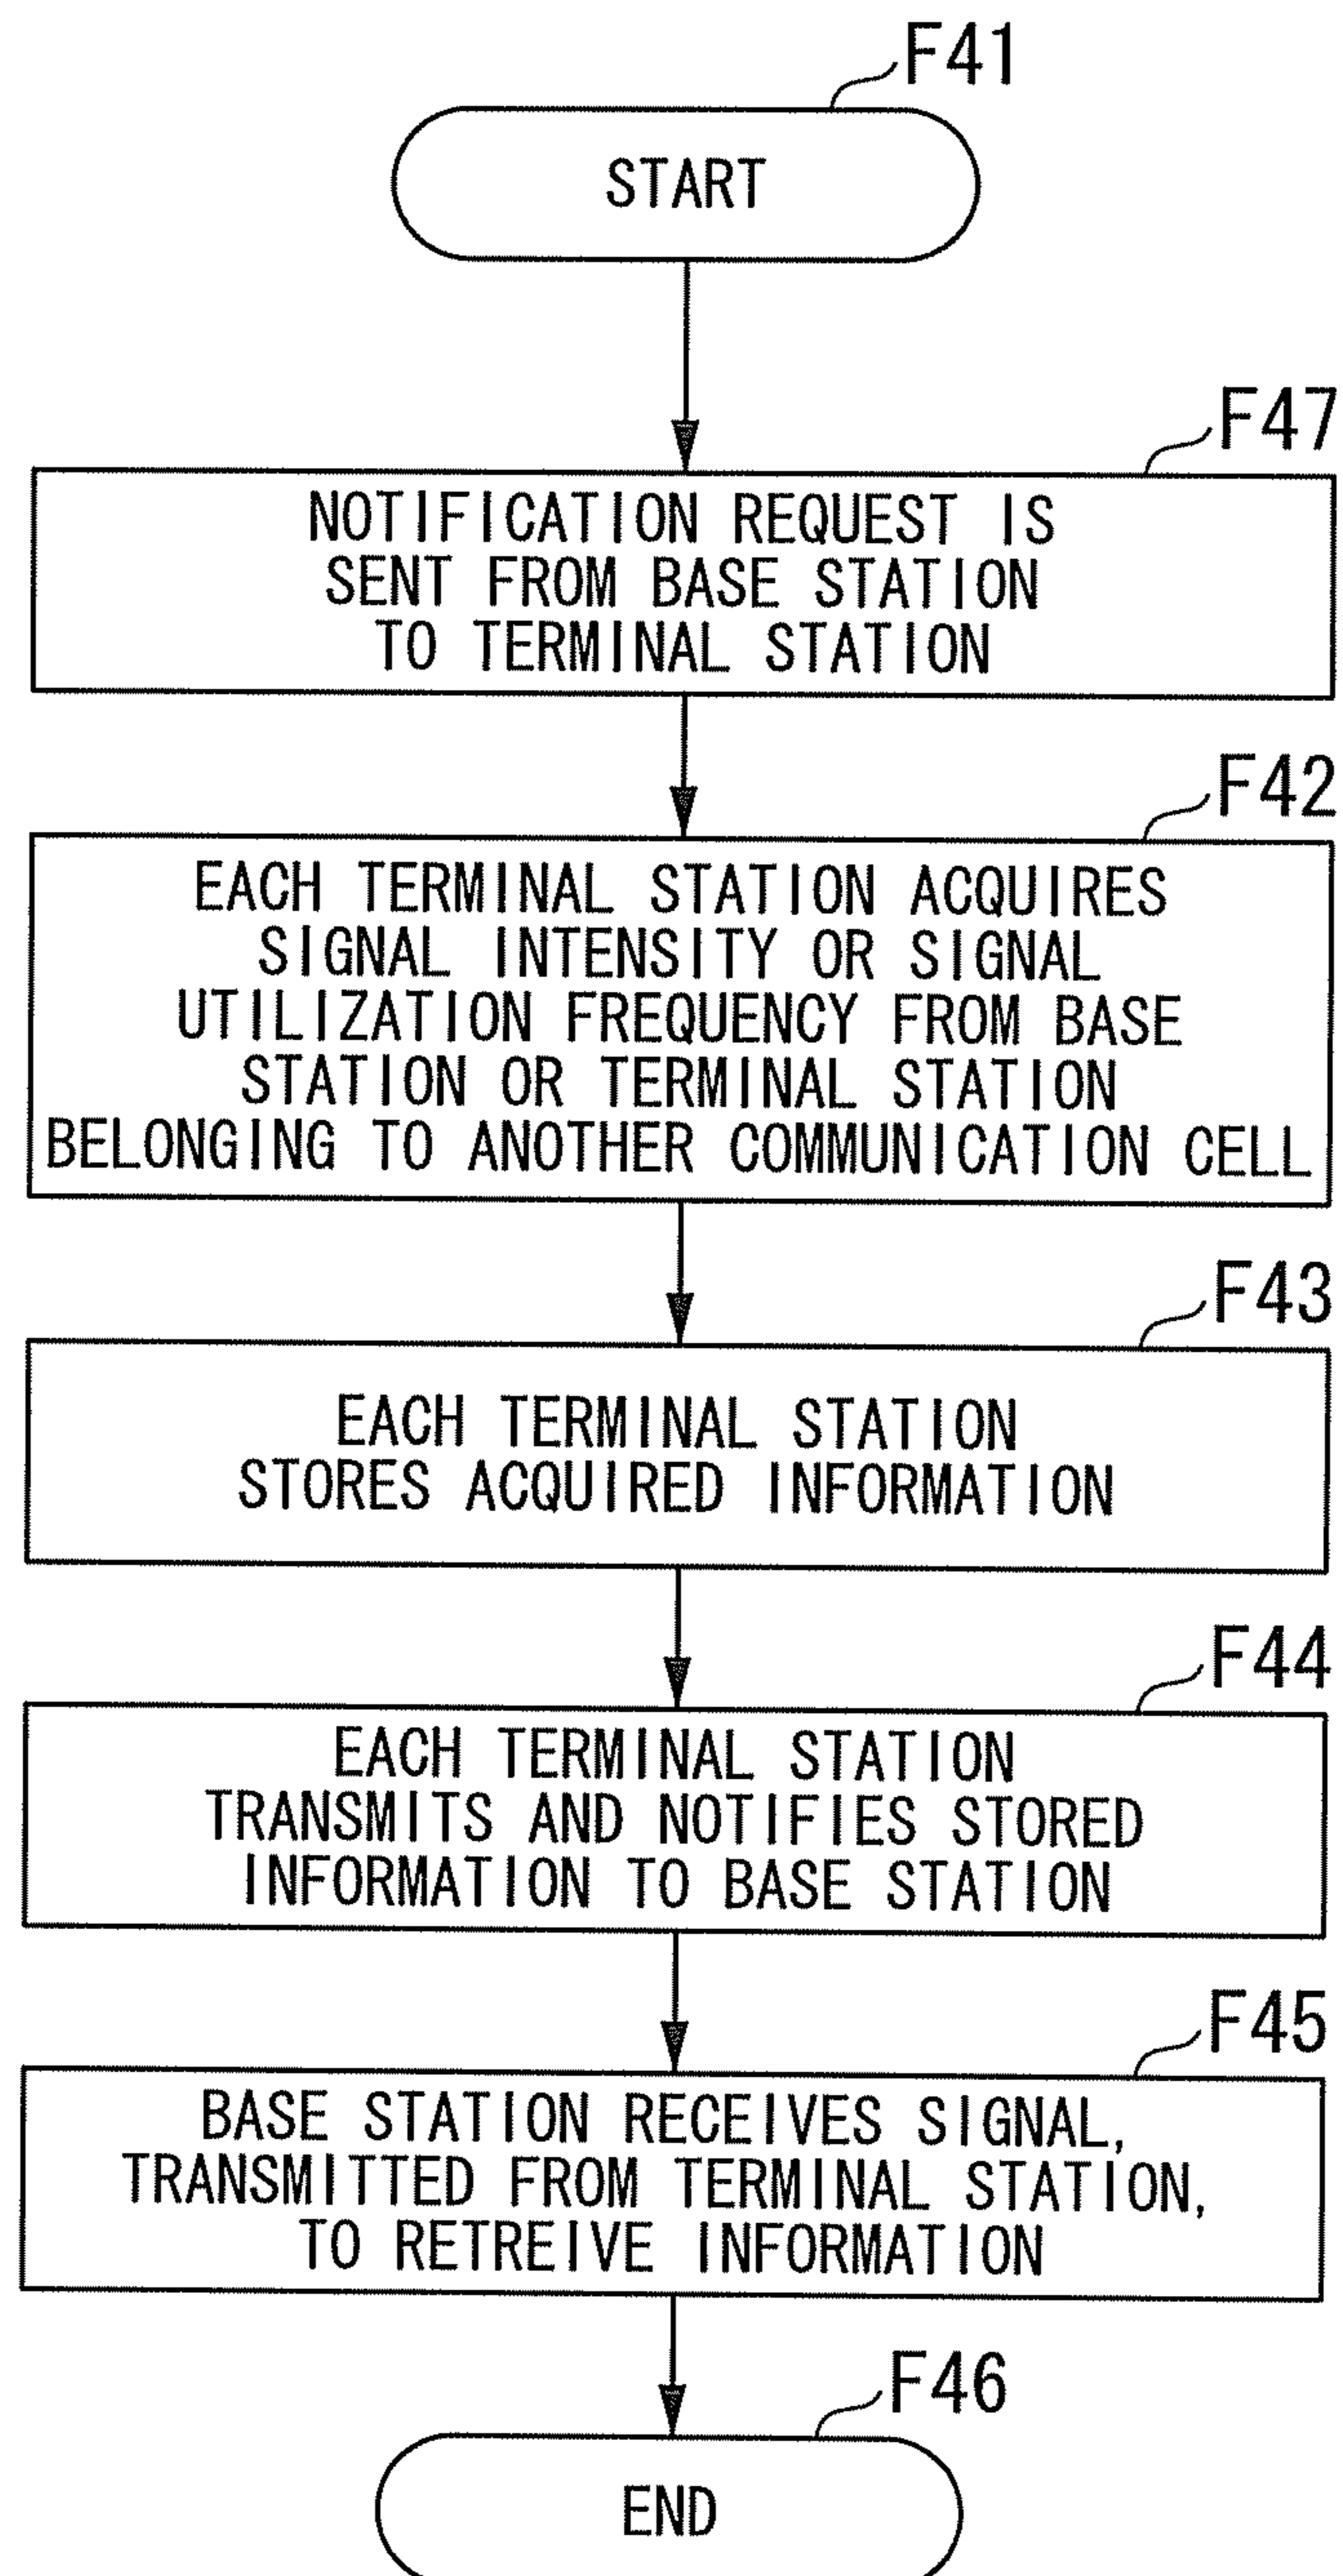 F41
START
F47
NOTIFICATION REQUEST IS
SENT FROM BASE STATION
TO TERMINAL STATION
F42
EACH TERMINAL STATION ACQUIRES
SIGNAL INTENSITY OR SIGNAL
UTILIZATION FREQUENCY FROM BASE
STATION OR TERMINAL STATION
BELONGING TO ANOTHER COMMUNICATION CELL
F43
EACH TERMINAL STATION
STORES ACQUIRED INFORMATION
F44
EACH TERMINAL STATION
TRANSMITS AND NOTIFIES STORED
INFORMATION TO BASE STATION
F45
BASE STATION RECEIVES SIGNAL,
TRANSMITTED FROM TERMINAL STATION,
TO RETREIVE INFORMATION
F46
END